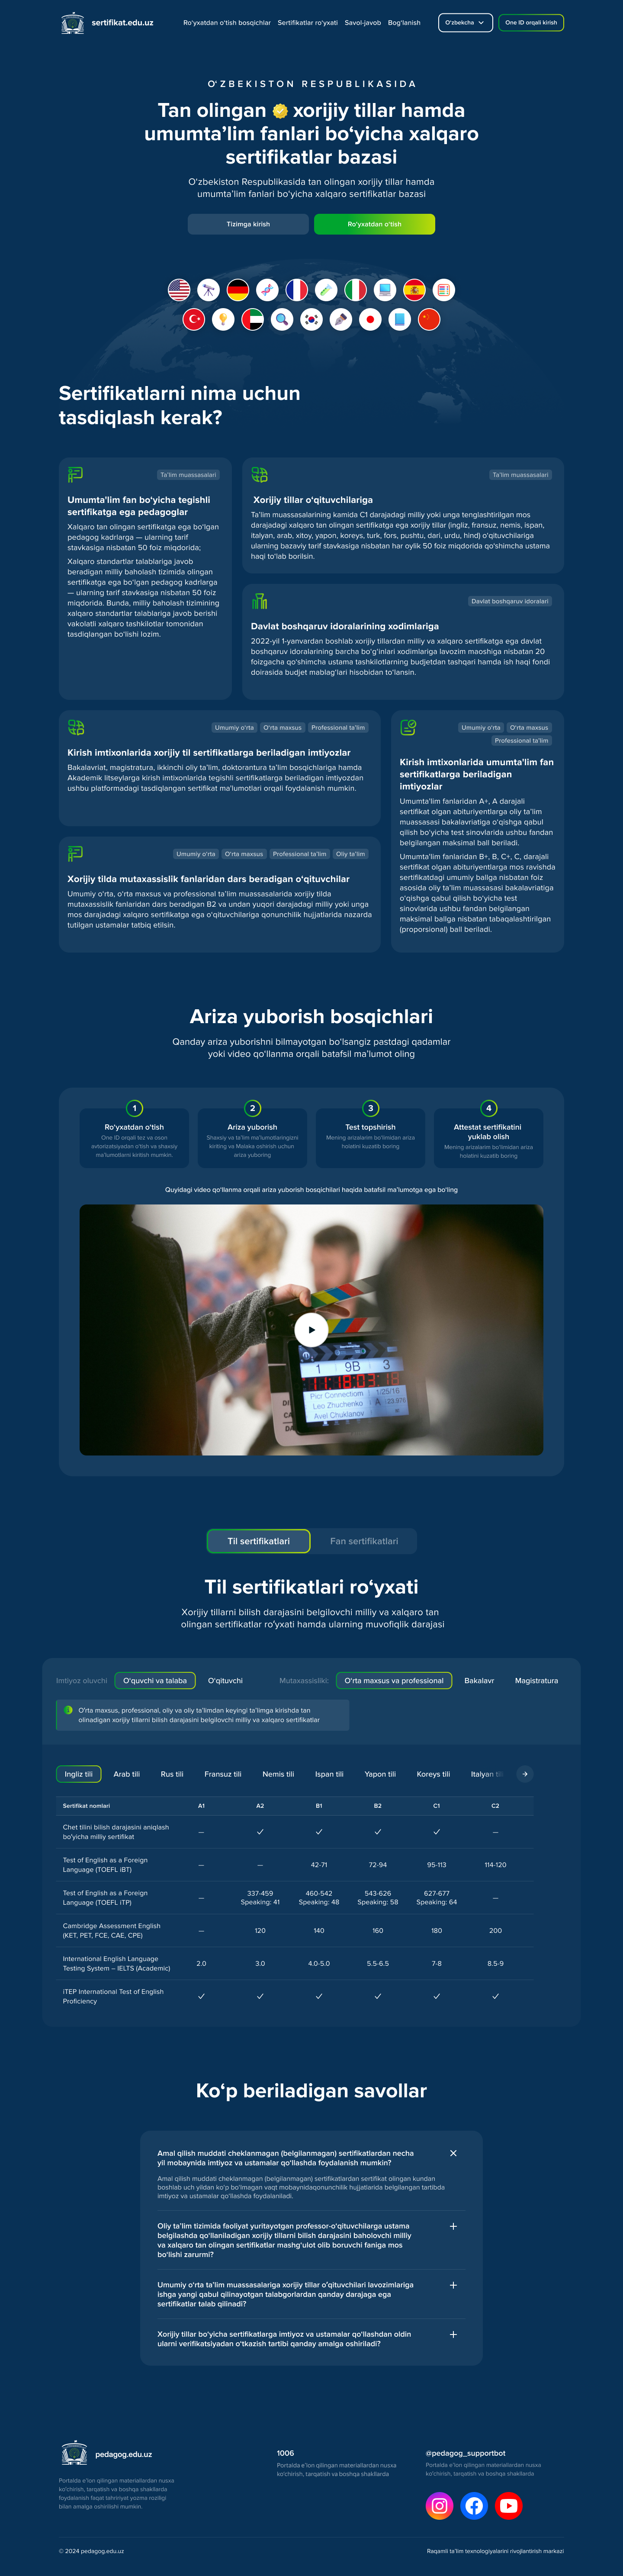 sertifikat.edu.uz
Ro‘yxatdan o‘tish bosqichlar
Sertifikatlar ro‘yxati
Savol-javob
Bog‘lanish
O‘zbekcha
One ID orqali kirish
O‘ZBEKISTON RESPUBLIKASIDA
Tan olingan xorijiy tillar hamda
umumta’lim fanlari bo‘yicha xalqaro
sertifikatlar bazasi
O‘zbekiston Respublikasida tan olingan xorijiy tillar hamda
umumta’lim fanlari bo‘yicha xalqaro sertifikatlar bazasi
Tizimga kirish
Ro‘yxatdan o‘tish
Sertifikatlarni nima uchun
tasdiqlash kerak?
Ta’lim muassasalari
Umumta’lim fan bo‘yicha tegishli
sertifikatga ega pedagoglar
Xalqaro tan olingan sertifikatga ega bo‘lgan
pedagog kadrlarga — ularning tarif
stavkasiga nisbatan 50 foiz miqdorida;
Xalqaro standartlar talablariga javob
beradigan milliy baholash tizimida olingan
sertifikatga ega bo‘lgan pedagog kadrlarga
— ularning tarif stavkasiga nisbatan 50 foiz
miqdorida. Bunda, milliy baholash tizimining
xalqaro standartlar talablariga javob berishi
vakolatli xalqaro tashkilotlar tomonidan
tasdiqlangan bo‘lishi lozim.
Ta’lim muassalari
Xorijiy tillar o‘qituvchilariga
Ta’lim muassasalarining kamida C1 darajadagi milliy yoki unga tenglashtirilgan mos
darajadagi xalqaro tan olingan sertifikatga ega xorijiy tillar (ingliz, fransuz, nemis, ispan,
italyan, arab, xitoy, yapon, koreys, turk, fors, pushtu, dari, urdu, hind) o‘qituvchilariga
ularning bazaviy tarif stavkasiga nisbatan har oylik 50 foiz miqdorida qo‘shimcha ustama
haqi to‘lab borilsin.
Davlat boshqaruv idoralari
Davlat boshqaruv idoralarining xodimlariga
2022-yil 1-yanvardan boshlab xorijiy tillardan milliy va xalqaro sertifikatga ega davlat
boshqaruv idoralarining barcha bo‘g‘inlari xodimlariga lavozim maoshiga nisbatan 20
foizgacha qo‘shimcha ustama tashkilotlarning budjetdan tashqari hamda ish haqi fondi
doirasida budjet mablag‘lari hisobidan to‘lansin.
Umumiy o‘rta
O‘rta maxsus
Professional ta’lim
Kirish imtixonlarida xorijiy til sertifikatlarga beriladigan imtiyozlar
Bakalavriat, magistratura, ikkinchi oliy ta’lim, doktorantura ta’lim bosqichlariga hamda
Akademik litseylarga kirish imtixonlarida tegishli sertifikatlarga beriladigan imtiyozdan
ushbu platformadagi tasdiqlangan sertifikat ma’lumotlari orqali foydalanish mumkin.
Umumiy o‘rta
O‘rta maxsus
Professional ta’lim
Kirish imtixonlarida umumta’lim fan
sertifikatlarga beriladigan
imtiyozlar
Umumta’lim fanlaridan A+, A darajali
sertifikat olgan abituriyentlarga oliy ta’lim
muassasasi bakalavriatiga o‘qishga qabul
qilish bo‘yicha test sinovlarida ushbu fandan
belgilangan maksimal ball beriladi.
Umumta’lim fanlaridan B+, B, C+, C, darajali
sertifikat olgan abituriyentlarga mos ravishda
sertifikatdagi umumiy ballga nisbatan foiz
asosida oliy ta’lim muassasasi bakalavriatiga
o‘qishga qabul qilish bo‘yicha test
sinovlarida ushbu fandan belgilangan
maksimal ballga nisbatan tabaqalashtirilgan
(proporsional) ball beriladi.
Umumiy o‘rta
O‘rta maxsus
Professional ta’lim
Oliy ta’lim
Xorijiy tilda mutaxassislik fanlaridan dars beradigan o‘qituvchilar
Umumiy o‘rta, o‘rta maxsus va professional ta’lim muassasalarida xorijiy tilda
mutaxassislik fanlaridan dars beradigan B2 va undan yuqori darajadagi milliy yoki unga
mos darajadagi xalqaro sertifikatga ega o‘qituvchilariga qonunchilik hujjatlarida nazarda
tutilgan ustamalar tatbiq etilsin.
Ariza yuborish bosqichlari
Qanday ariza yuborishni bilmayotgan bo‘lsangiz pastdagi qadamlar
yoki video qo‘llanma orqali batafsil ma’lumot oling
1
Ro‘yxatdan o‘tish
One ID orqali tez va oson
avtorizatsiyadan o‘tish va shaxsiy
ma’lumotlarni kiritish mumkin.
2
Ariza yuborish
Shaxsiy va ta’lim ma’lumotlaringizni
kiriting va Malaka oshirish uchun
ariza yuboring
3
Test topshirish
Mening arizalarim bo‘limidan ariza
holatini kuzatib boring
4
Attestat sertifikatini
yuklab olish
Mening arizalarim bo‘limidan ariza
holatini kuzatib boring
Quyidagi video qo‘llanma orqali ariza yuborish bosqichilari haqida batafsil ma’lumotga ega bo‘ling
1
9B
3
11:18:03:18
Picr Connectiom
Leo Zhuchenko
Avel Chuklanov
1/25/16
A
Til sertifikatlari
Fan sertifikatlari
Til sertifikatlari ro‘yxati
Xorijiy tillarni bilish darajasini belgilovchi milliy va xalqaro tan
olingan sertifikatlar ro‘yxati hamda ularning muvofiqlik darajasi
Imtiyoz oluvchi
O‘quvchi va talaba
O‘qituvchi
Mutaxassisliki:
O‘rta maxsus va professional
Bakalavr
Magistratura
O‘rta maxsus, professional, oliy va oliy ta’limdan keyingi ta’limga kirishda tan
olinadigan xorijiy tillarni bilish darajasini belgilovchi milliy va xalqaro sertifikatlar
Ingliz tili
Arab tili
Rus tili
Fransuz tili
Nemis tili
Ispan tili
Yapon tili
Koreys tili
Italyan til
Sertifikat nomlari A1 A2 B1 B2 C1 C2
Chet tilini bilish darajasini aniqlash
bo‘yicha milliy sertifikat
— ✓ ✓ ✓ ✓ —
Test of English as a Foreign
Language (TOEFL iBT)
— — 42-71 72-94 95-113 114-120
Test of English as a Foreign
Language (TOEFL iTP)
— 337-459 460-542 543-626 627-677 —
Speaking: 41 Speaking: 48 Speaking: 58 Speaking: 64
Cambridge Assessment English
(KET, PET, FCE, CAE, CPE)
— 120 140 160 180 200
International English Language
Testing System – IELTS (Academic)
2.0 3.0 4.0-5.0 5.5-6.5 7-8 8.5-9
iTEP International Test of English
Proficiency
✓ ✓ ✓ ✓ ✓ ✓
Ko‘p beriladigan savollar
Amal qilish muddati cheklanmagan (belgilanmagan) sertifikatlardan necha
yil mobaynida imtiyoz va ustamalar qo‘llashda foydalanish mumkin?
Amal qilish muddati cheklanmagan (belgilanmagan) sertifikatlardan sertifikat olingan kundan
boshlab uch yildan ko‘p bo‘lmagan vaqt mobaynidaqonunchilik hujjatlarida belgilangan tartibda
imtiyoz va ustamalar qo‘llashda foydalaniladi.
Oliy ta’lim tizimida faoliyat yuritayotgan professor-o‘qituvchilarga ustama
belgilashda qo‘llaniladigan xorijiy tillarni bilish darajasini baholovchi milliy
va xalqaro tan olingan sertifikatlar mashg‘ulot olib boruvchi faniga mos
bo‘lishi zarurmi?
Umumiy o‘rta ta’lim muassasalariga xorijiy tillar o‘qituvchilari lavozimlariga
ishga yangi qabul qilinayotgan talabgorlardan qanday darajaga ega
sertifikatlar talab qilinadi?
Xorijiy tillar bo‘yicha sertifikatlarga imtiyoz va ustamalar qo‘llashdan oldin
ularni verifikatsiyadan o‘tkazish tartibi qanday amalga oshiriladi?
pedagog.edu.uz
Portalda e’lon qilingan materiallardan nusxa
ko‘chirish, tarqatish va boshqa shakllarda
foydalanish faqat tahririyat yozma roziligi
bilan amalga oshirilishi mumkin.
1006
Portalda e’lon qilingan materiallardan nusxa
ko‘chirish, tarqatish va boshqa shakllarda
@pedagog_supportbot
Portalda e’lon qilingan materiallardan nusxa
ko‘chirish, tarqatish va boshqa shakllarda
© 2024 pedagog.edu.uz
Raqamli ta’lim texnologiyalarini rivojlantirish markazi